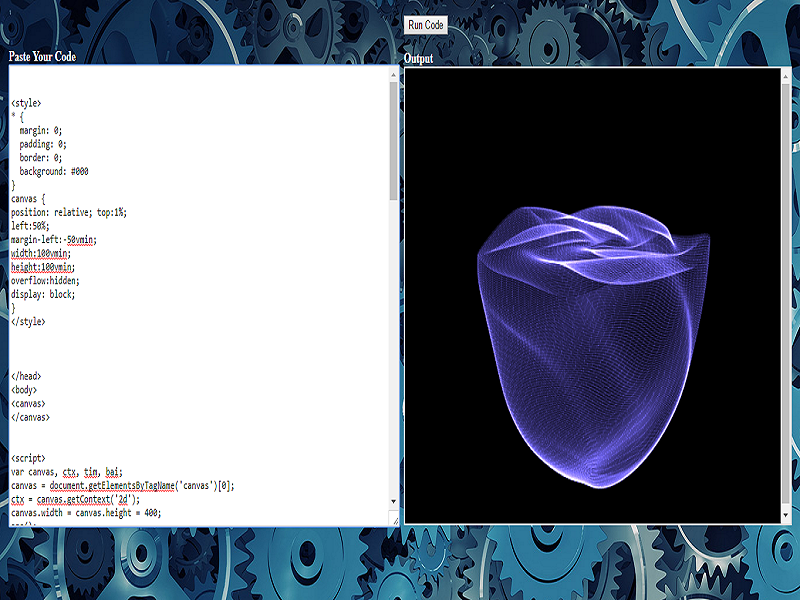 Run Code
Paste Your Code
Output
<style>
* {
margin: 0;
padding: 0;
border: 0;
background: #000
}
canvas {
position: relative; top:1%;
left:50%;
margin-left:-50vmin;
width:100vmin;
height:100vmin;
overflow:hidden;
display: block;
}
</style>
</head>
<body>
<canvas>
</canvas>
<script>
var canvas, ctx, tim, bai;
canvas = document.getElementsByTagName('canvas')[0];
ctx = canvas.getContext('2d');
canvas.width = canvas.height = 400;